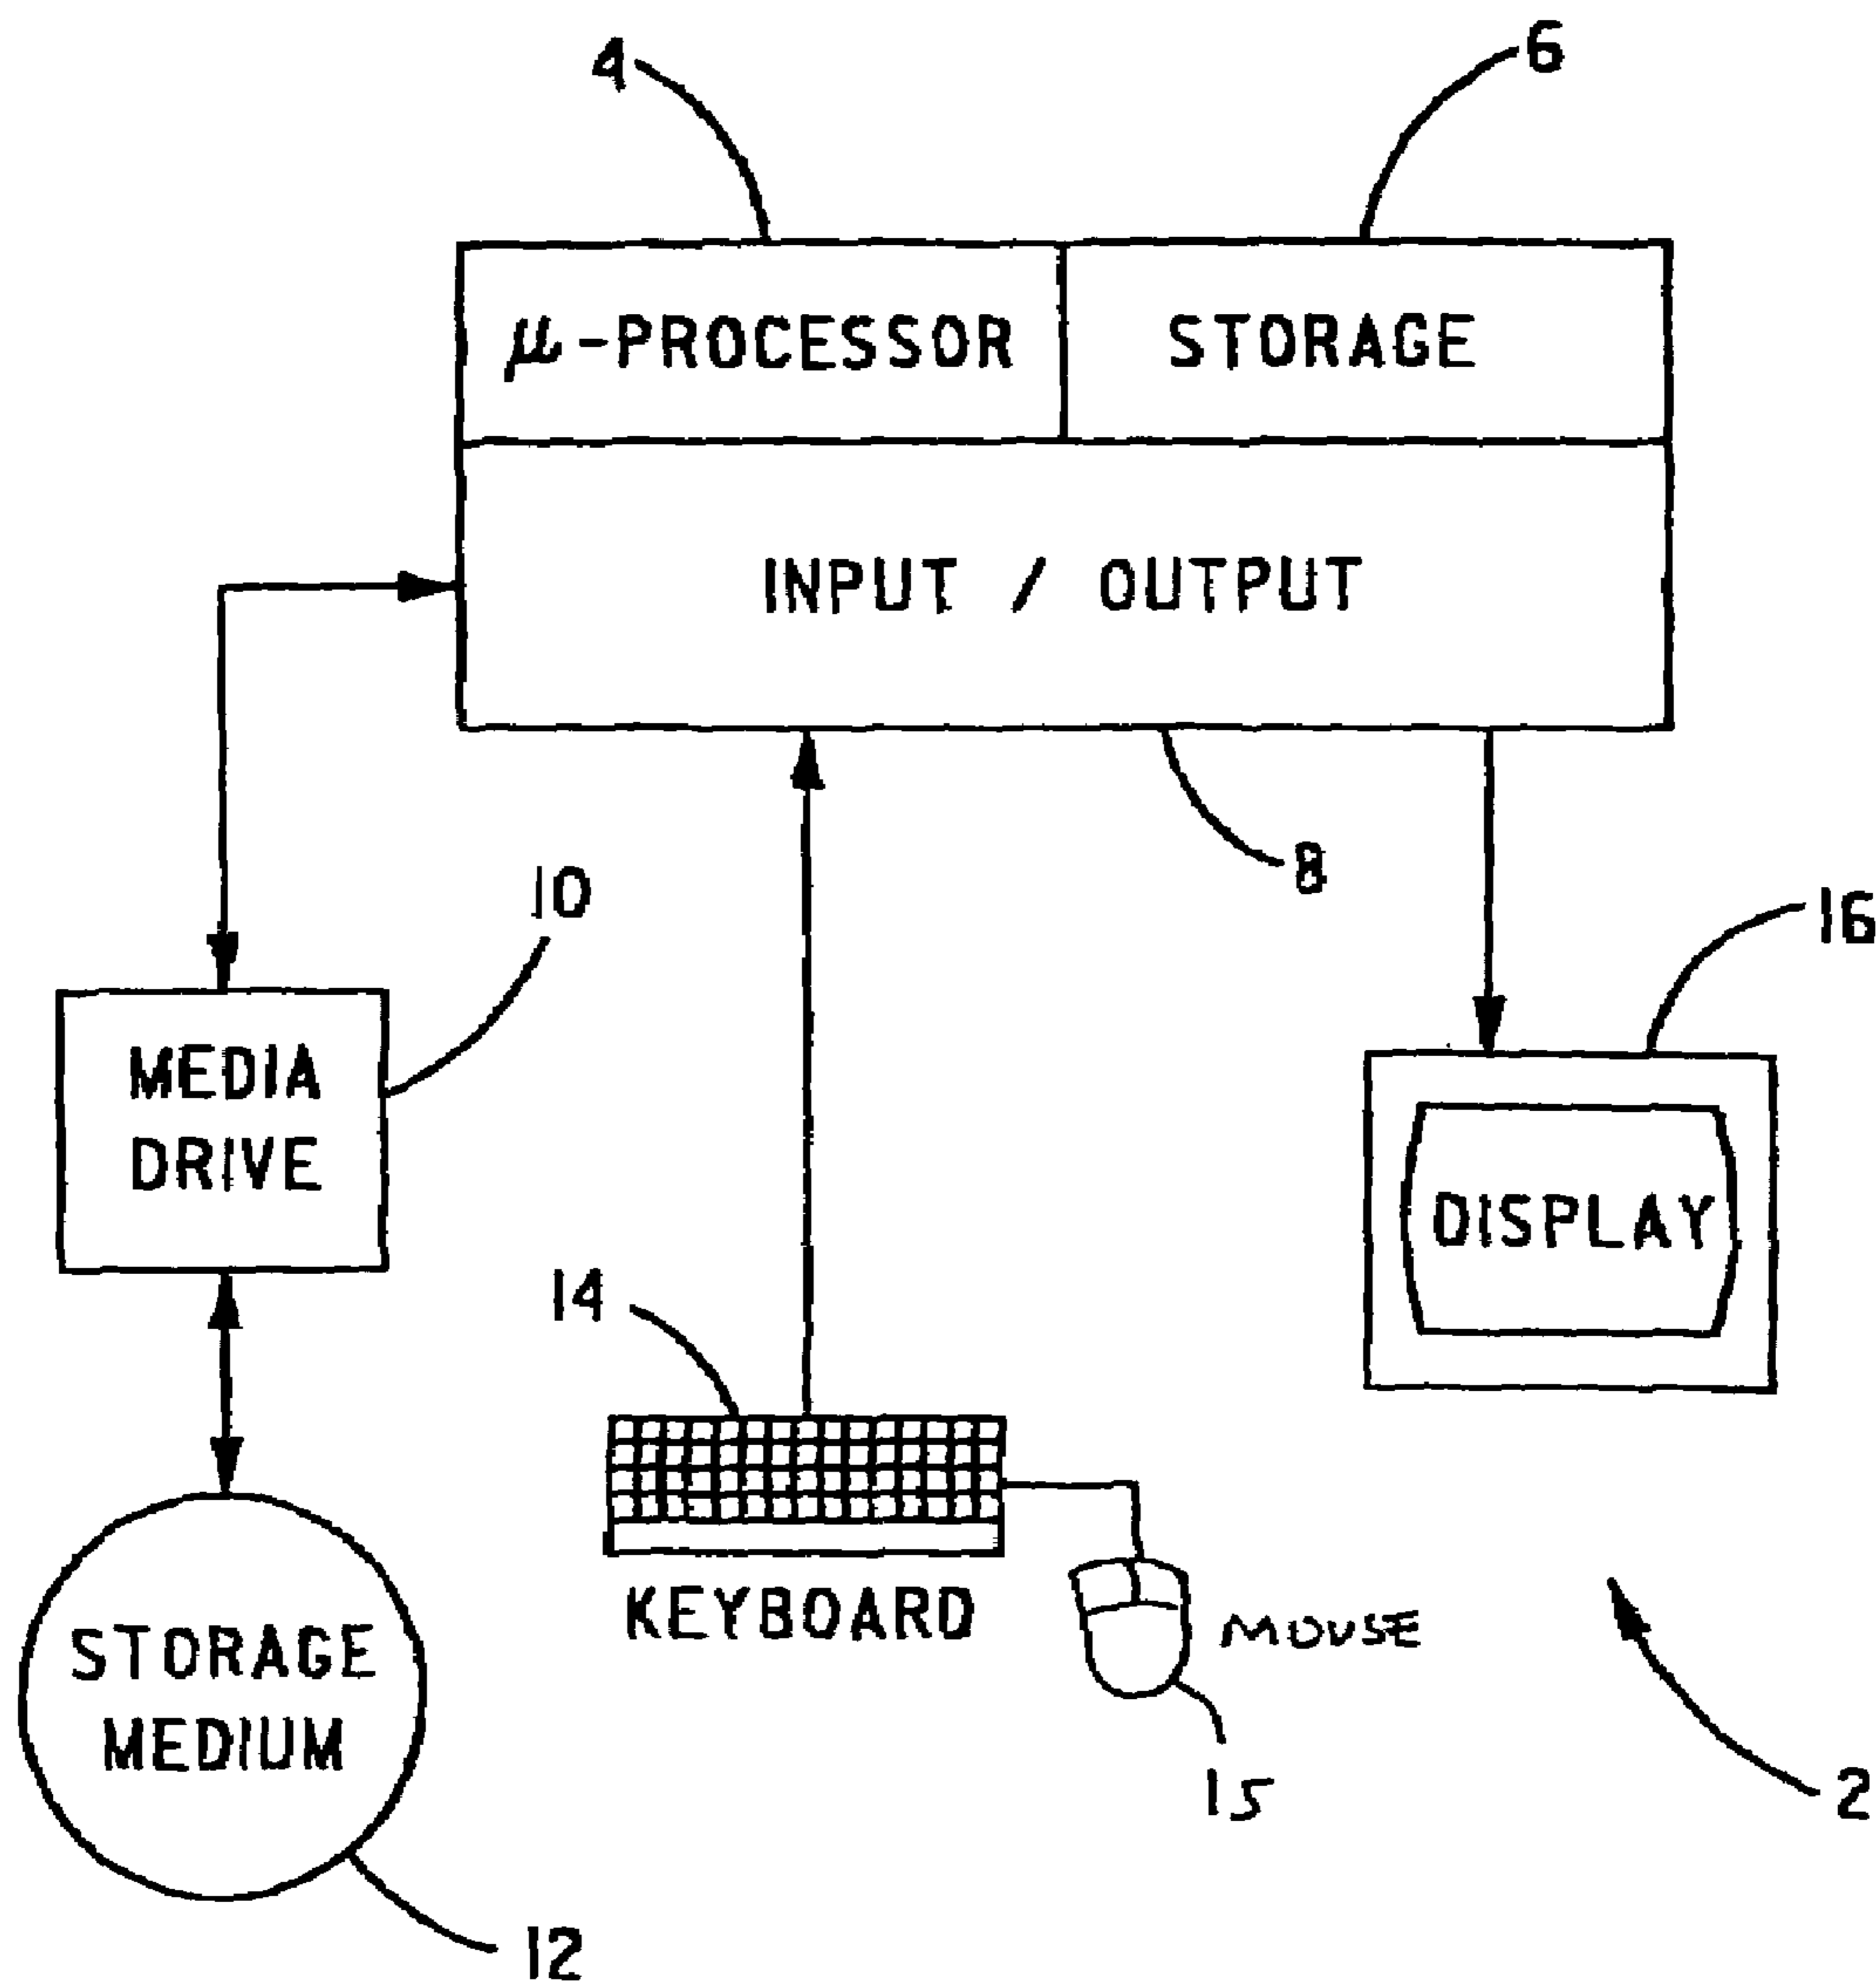 4
6
μ-PROCESSOR
STORAGE
INPUT / OUTPUT
8
10
16
MEDIA
DRIVE
DISPLAY
14
KEYBOARD
MOUSE
STORAGE
MEDIUM
15
2
12